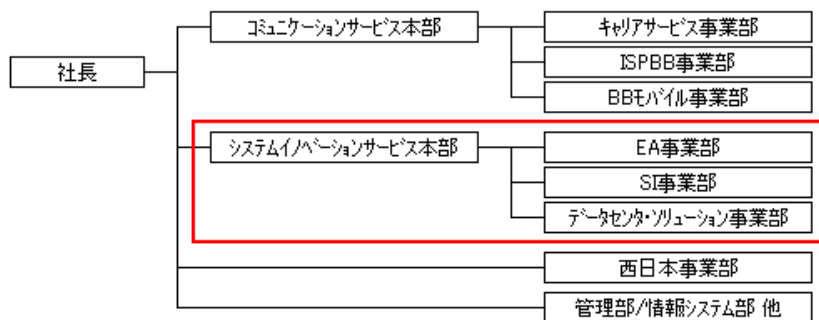 社長
コミュニケーションサービス本部
キャリアサービス事業部
ISPBB事業部
BBモバイル事業部
システムイノベーションサービス本部
EA事業部
SI事業部
データセンタ・ソリューション事業部
西日本事業部
管理部/情報システム部 他